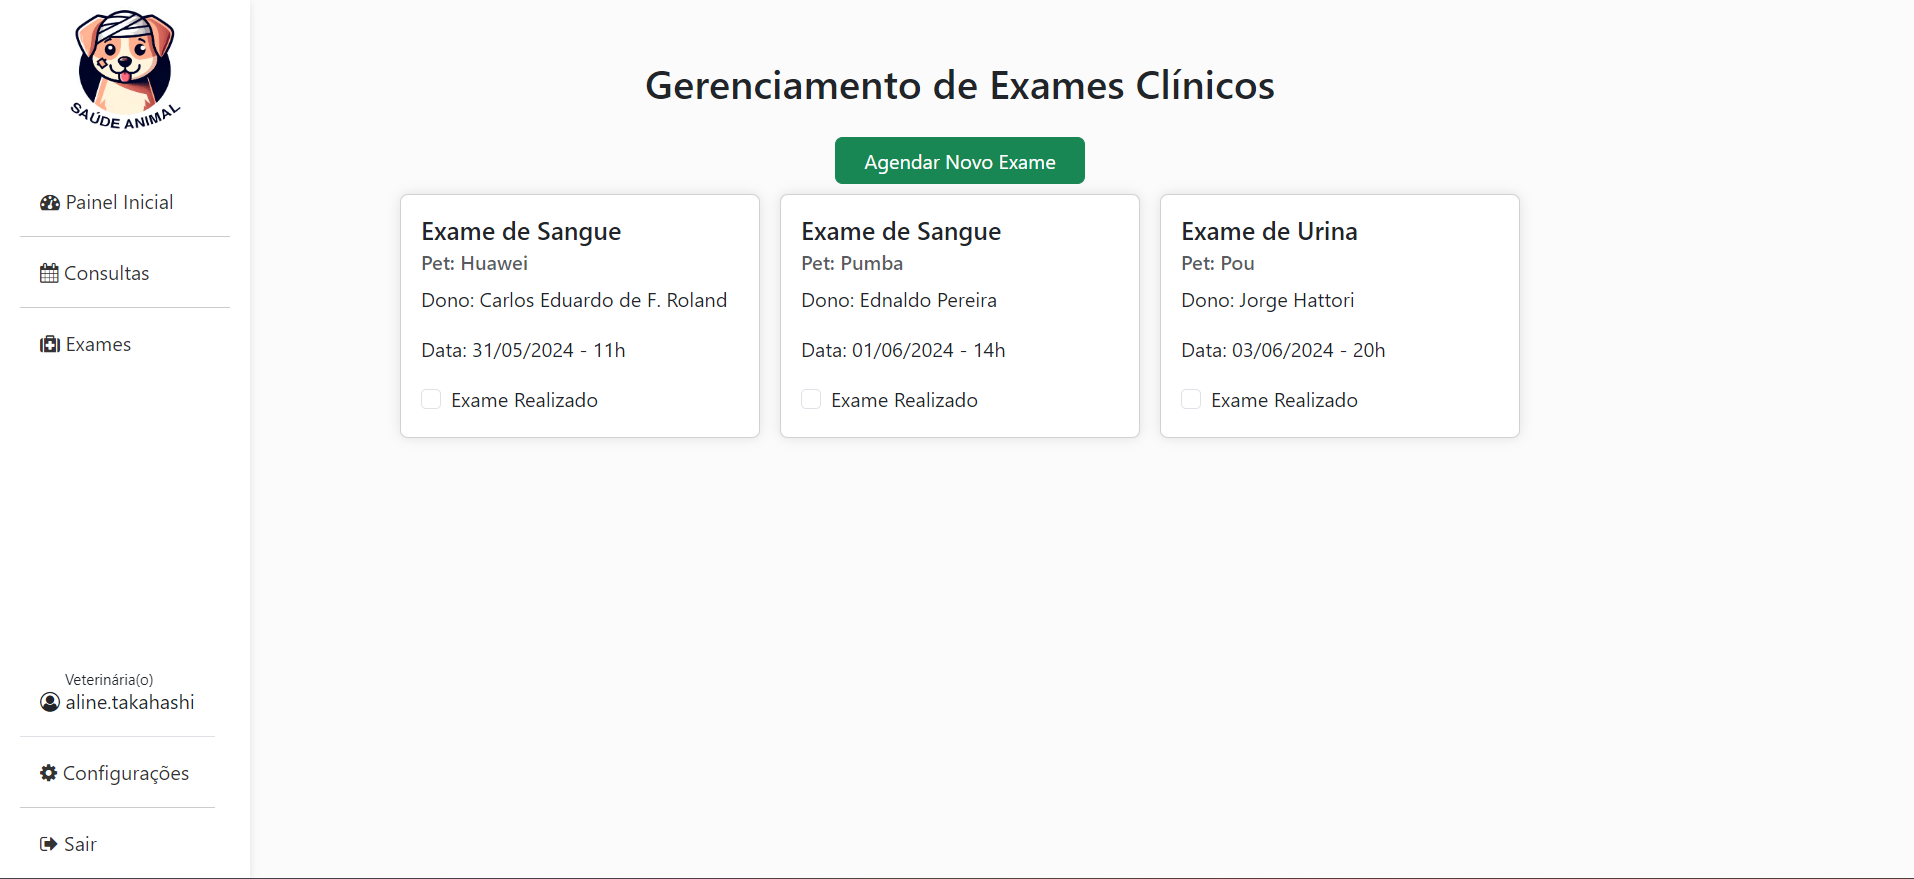 SAÚDE ANIMAL
Painel Inicial
Consultas
Exames
Veterinária(o)
aline.takahashi
Configurações
Sair
Gerenciamento de Exames Clínicos
Agendar Novo Exame
Exame de Sangue
Pet: Huawei
Dono: Carlos Eduardo de F. Roland
Data: 31/05/2024 - 11h
Exame Realizado
Exame de Sangue
Pet: Pumba
Dono: Ednaldo Pereira
Data: 01/06/2024 - 14h
Exame Realizado
Exame de Urina
Pet: Pou
Dono: Jorge Hattori
Data: 03/06/2024 - 20h
Exame Realizado